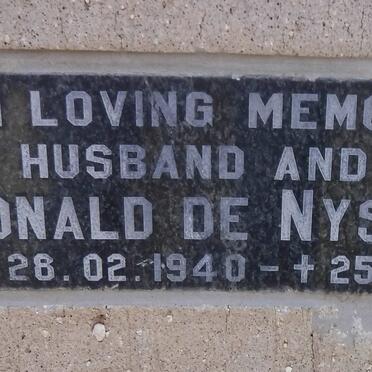 LOVING MEMO
HUSBAND AND
ONALD DE NYS
28.02.1940 - + 25